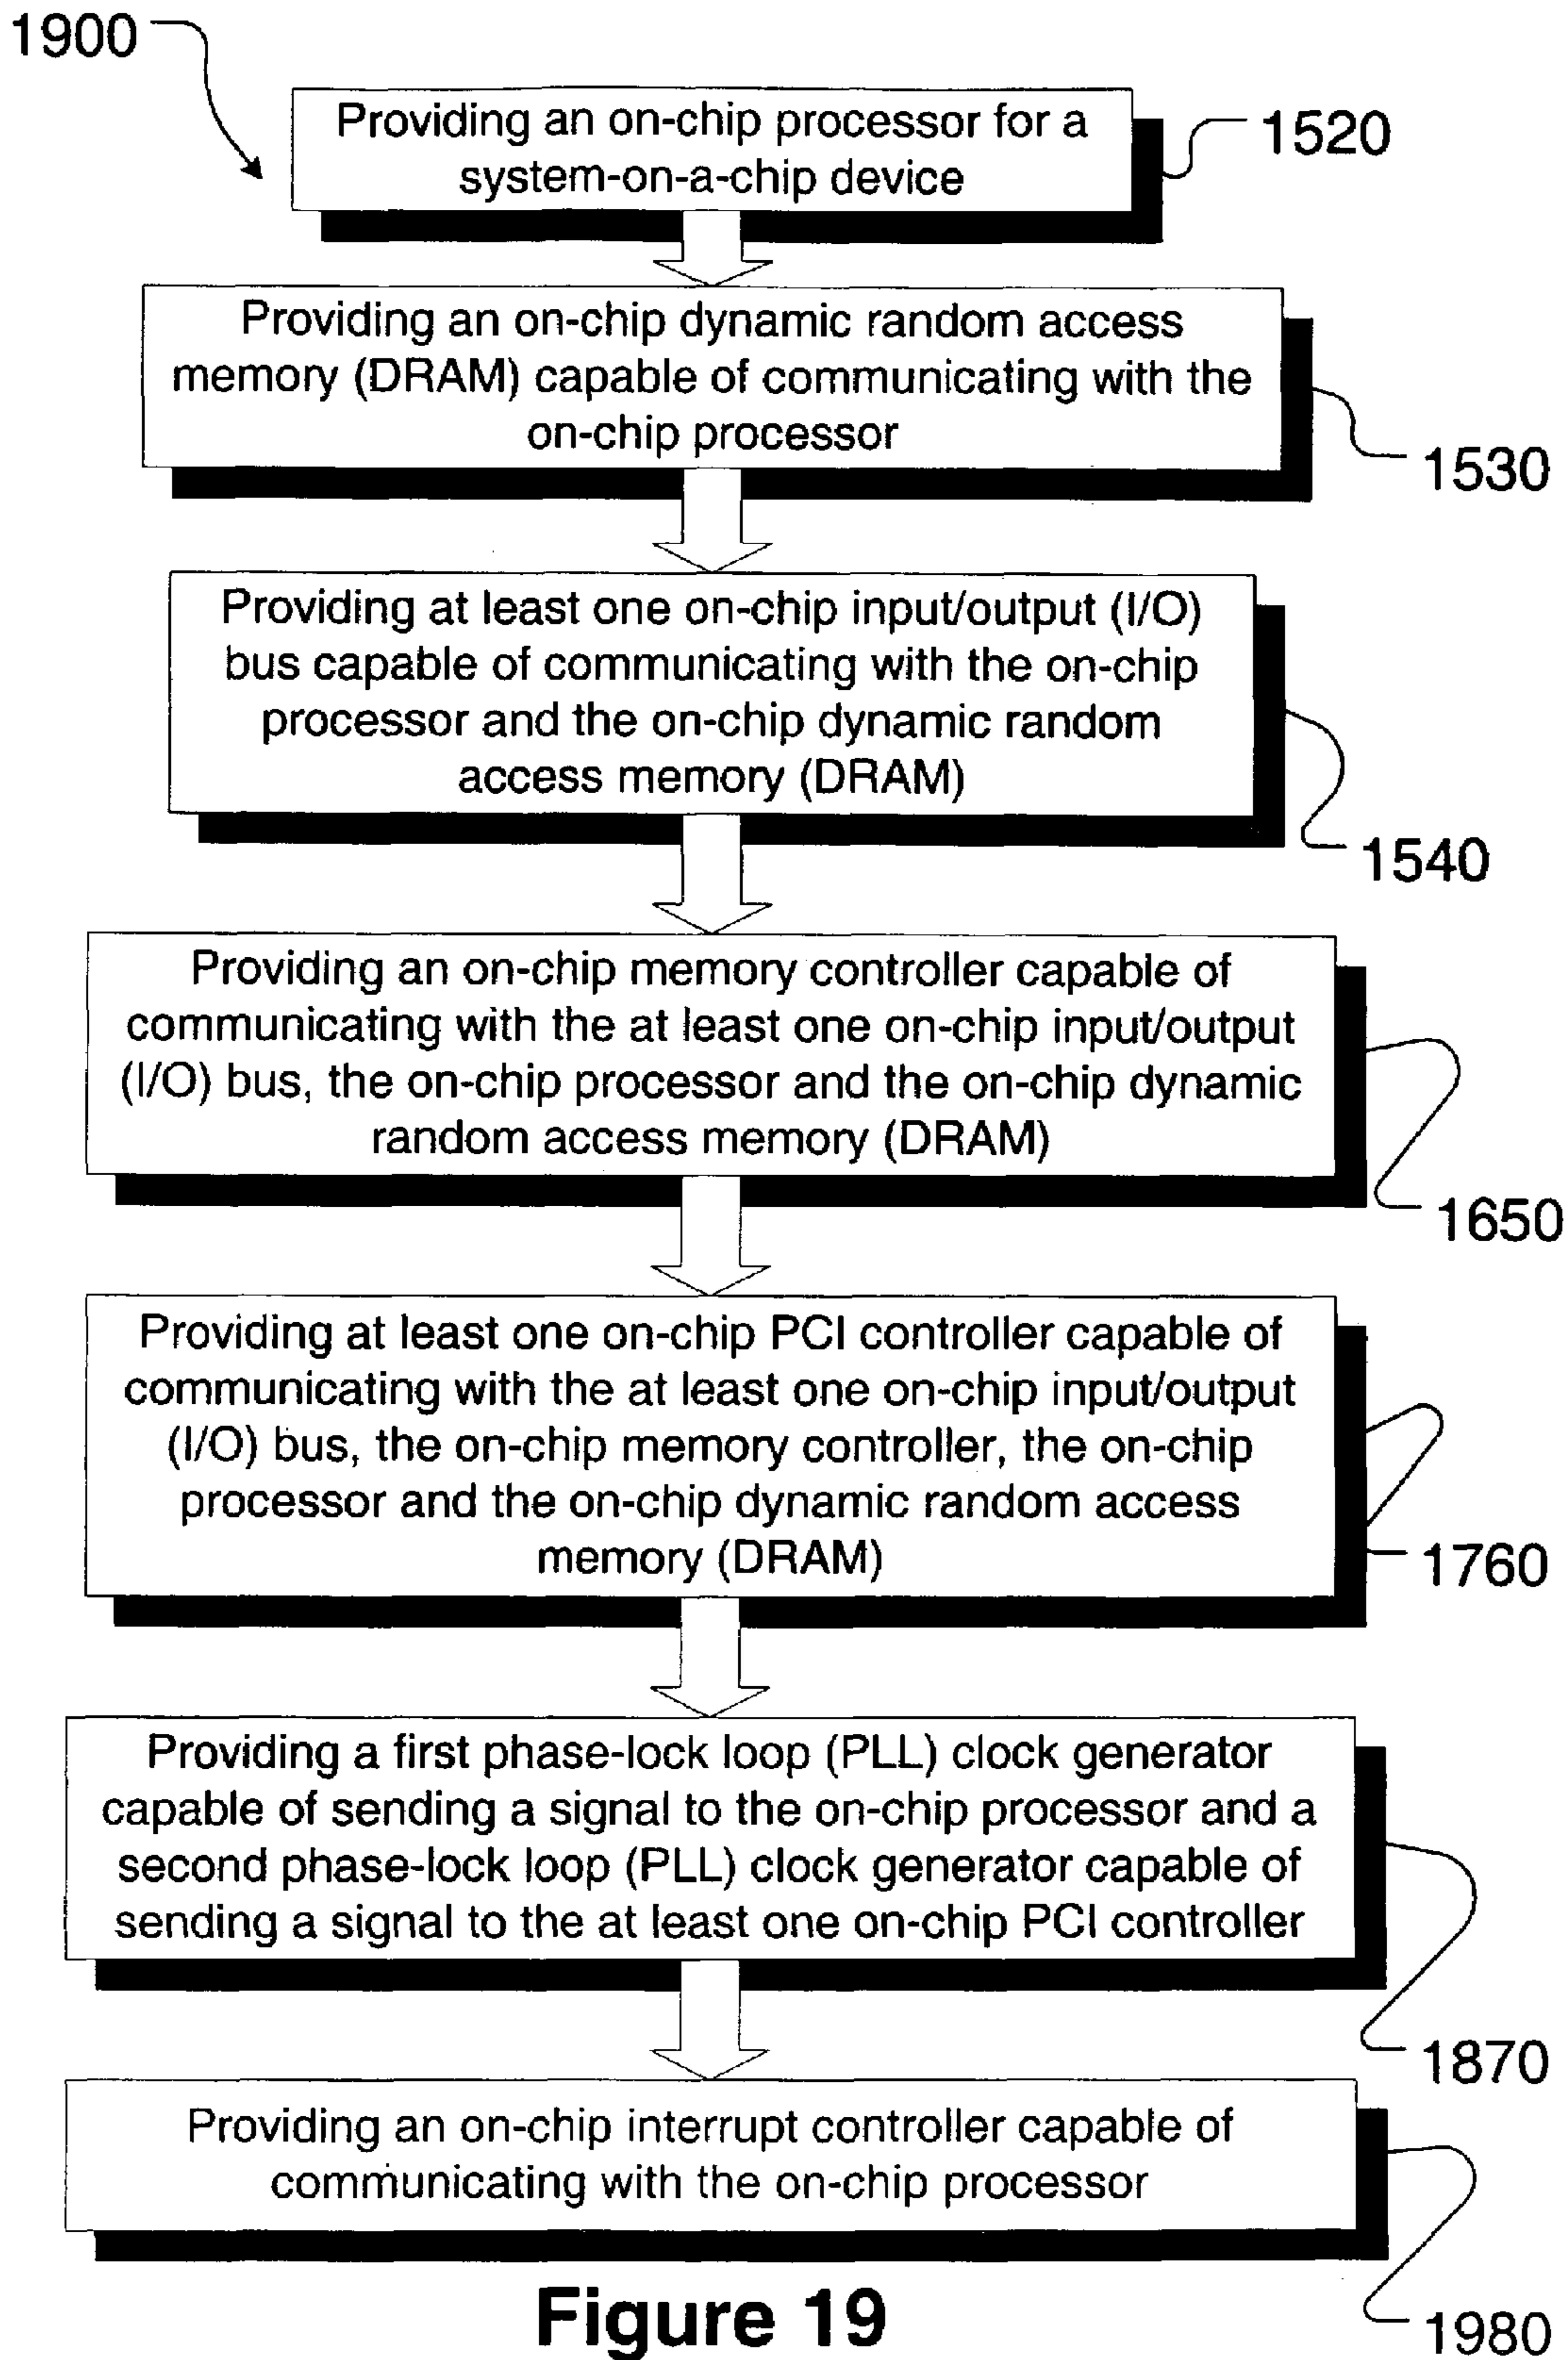 1900
Providing an on-chip processor for a
system-on-a-chip device
1520
Providing an on-chip dynamic random access
memory (DRAM) capable of communicating with the
on-chip processor
1530
Providing at least one on-chip input/output (I/O)
bus capable of communicating with the on-chip
processor and the on-chip dynamic random
access memory (DRAM)
1540
Providing an on-chip memory controller capable of
communicating with the at least one on-chip input/output
(I/O) bus, the on-chip processor and the on-chip dynamic
random access memory (DRAM)
1650
Providing at least one on-chip PCI controller capable of
communicating with the at least one on-chip input/output
(I/O) bus, the on-chip memory controller, the on-chip
processor and the on-chip dynamic random access
memory (DRAM)
1760
Providing a first phase-lock loop (PLL) clock generator
capable of sending a signal to the on-chip processor and a
second phase-lock loop (PLL) clock generator capable of
sending a signal to the at least one on-chip PCI controller
1870
Providing an on-chip interrupt controller capable of
communicating with the on-chip processor
1980
Figure 19